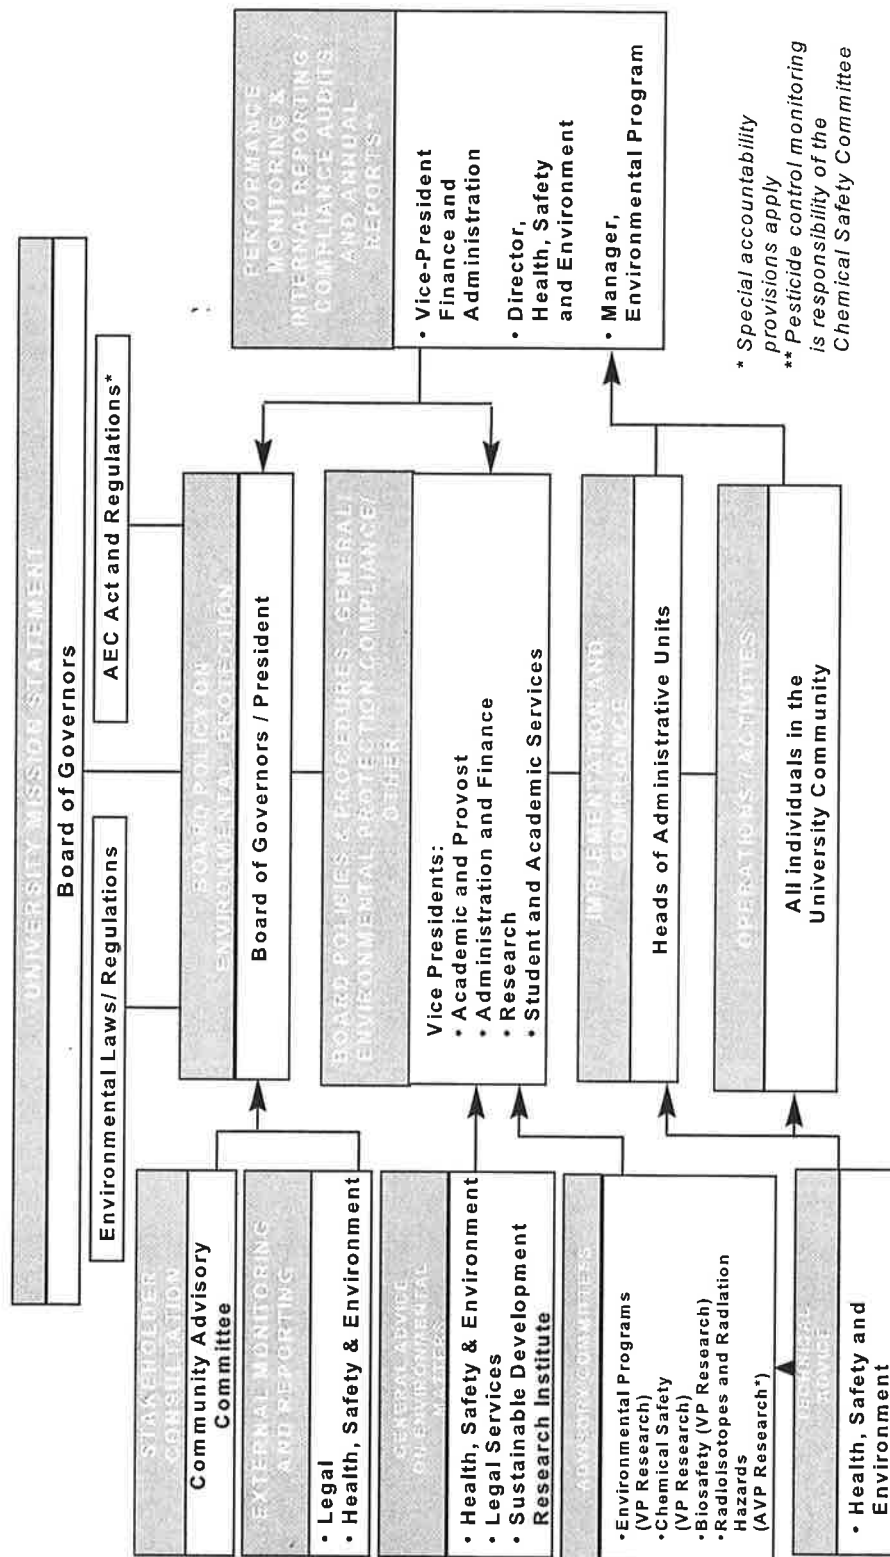 UNIVERSITY MISSION STATEMENT
Board of Governors
Environmental Laws/ Regulations
AEC Act and Regulations*
STAKEHOLDER
CONSULTATION
Community Advisory
Committee
EXTERNAL MONITORING
AND REPORTING
• Legal
• Health, Safety & Environment
GENERAL ADVICE
ON ENVIRONMENTAL
MATTERS
• Health, Safety & Environment
• Legal Services
• Sustainable Development
Research Institute
ADVISORY COMMITTEES
• Environmental Programs
(VP Research)
• Chemical Safety
(VP Research)
• Biosafety (VP Research)
• Radioisotopes and Radiation
Hazards
(AVP Research*)
TECHNICAL
ADVICE
• Health, Safety and
Environment
BOARD POLICY ON
ENVIRONMENTAL PROTECTION
Board of Governors / President
BOARD POLICIES & PROCEDURES - GENERAL/
ENVIRONMENTAL PROTECTION COMPLIANCE/
OTHER
Vice Presidents:
• Academic and Provost
• Administration and Finance
• Research
• Student and Academic Services
IMPLEMENTATION AND
COMPLIANCE
Heads of Administrative Units
OPERATIONS / ACTIVITIES
All individuals in the
University Community
PERFORMANCE
MONITORING &
INTERNAL REPORTING /
COMPLIANCE AUDITS
AND ANNUAL
REPORTS**
• Vice-President
Finance and
Administration
• Director,
Health, Safety
and Environment
• Manager,
Environmental Program
* Special accountability
provisions apply
** Pesticide control monitoring
is responsibility of the
Chemical Safety Committee